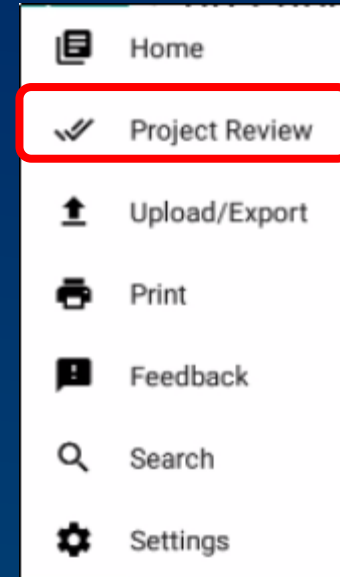 Home
Project Review
Upload/Export
Print
Feedback
Search
Settings